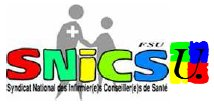 FSU
SNiCS U.
Syndicat National des Infirmier(e)s Conseiller(e)s de Santé